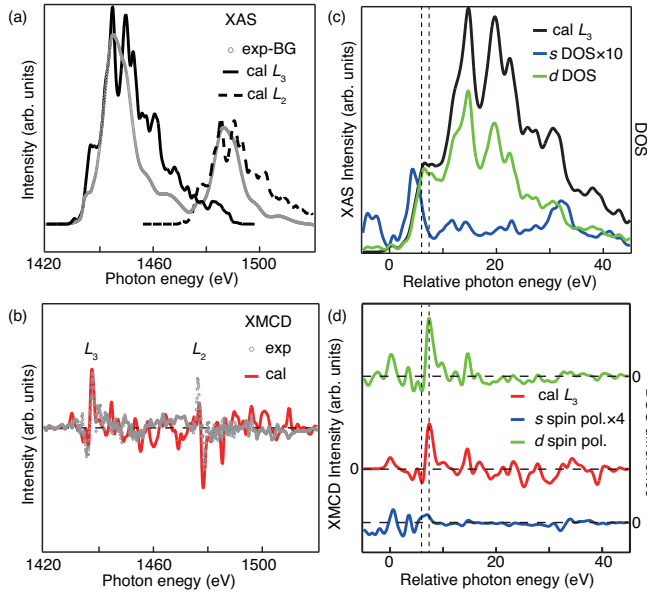 (a)
XAS
exp-BG
cal L3
cal L2
Intensity (arb. units)
1420
1460
1500
Photon energy (eV)
(c)
cal L3
s DOS×10
d DOS
XAS Intensity (arb. units)
DOS
0
20
40
Relative photon energy (eV)
(b)
XMCD
L3
L2
exp
cal
Intensity (arb. units)
1420
1460
1500
Photon enegy (eV)
(d)
0
cal L3
s spin pol.×4
d spin pol.
0
0
XMCD Intensity (arb. units)
0
20
40
Relative photon energy (eV)